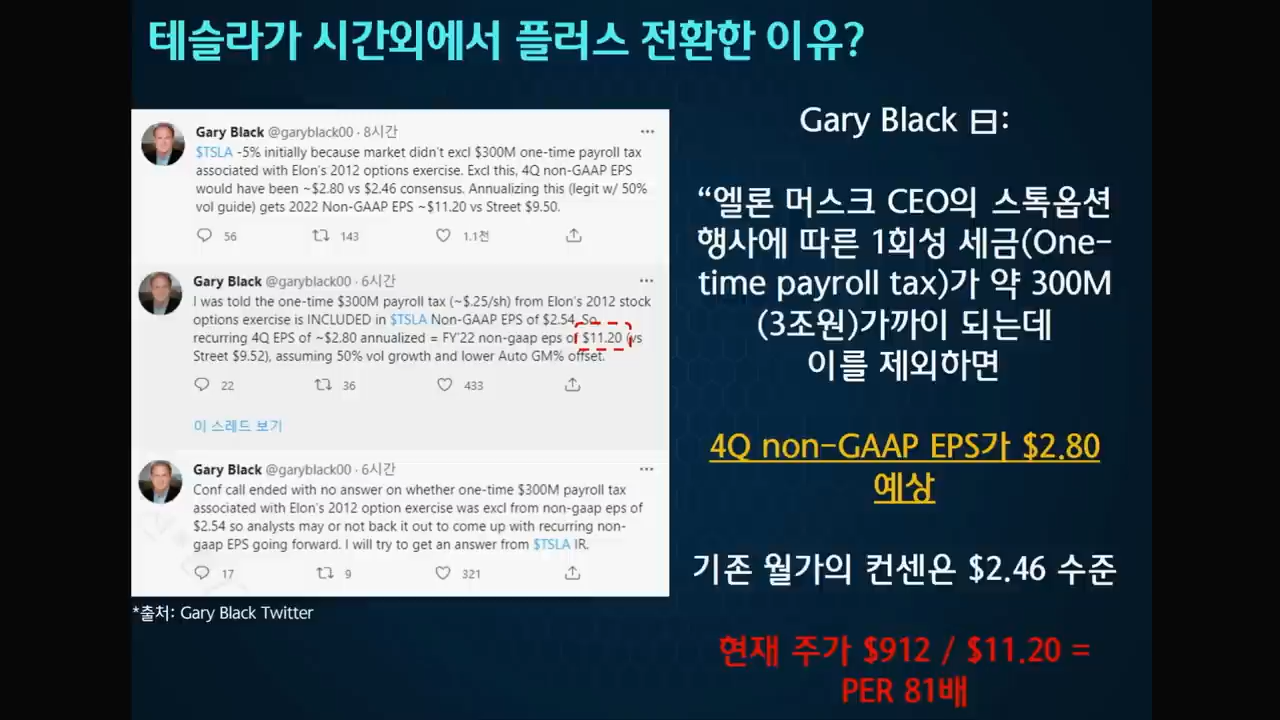 테슬라가 시간외에서 플러스 전환한 이유?
Gary Black @garyblack00 · 8시간
$TSLA -5% initially because market didn't excl $300M one-time payroll tax
associated with Elon's 2012 options exercise. Excl this, 4Q non-GAAP EPS
would have been ~$2.80 vs $2.46 consensus. Annualizing this (legit w/ 50%
vol guide) gets 2022 Non-GAAP EPS ~$11.20 vs Street $9.50.
56 143 1.1천
Gary Black @garyblack00 · 6시간
I was told the one-time $300M payroll tax (~$.25/sh) from Elon's 2012 stock
options exercise is INCLUDED in $TSLA Non-GAAP EPS of $2.54. So
recurring 4Q EPS of ~$2.80 annualized = FY'22 non-gaap eps of $11.20 (vs
Street $9.52), assuming 50% vol growth and lower Auto GM% offset.
22 36 433
이 스레드 보기
Gary Black @garyblack00 · 6시간
Conf call ended with no answer on whether one-time $300M payroll tax
associated with Elon's 2012 option exercise was excl from non-gaap eps of
$2.54 so analysts may or not back it out to come up with recurring non-
gaap EPS going forward. I will try to get an answer from $TSLA IR.
17 9 321
*출처: Gary Black Twitter
Gary Black 曰:
“엘론 머스크 CEO의 스톡옵션
행사에 따른 1회성 세금(One-
time payroll tax)가 약 300M
(3조원)가까이 되는데
이를 제외하면
4Q non-GAAP EPS가 $2.80
예상
기존 월가의 컨센은 $2.46 수준
현재 주가 $912 / $11.20 =
PER 81배